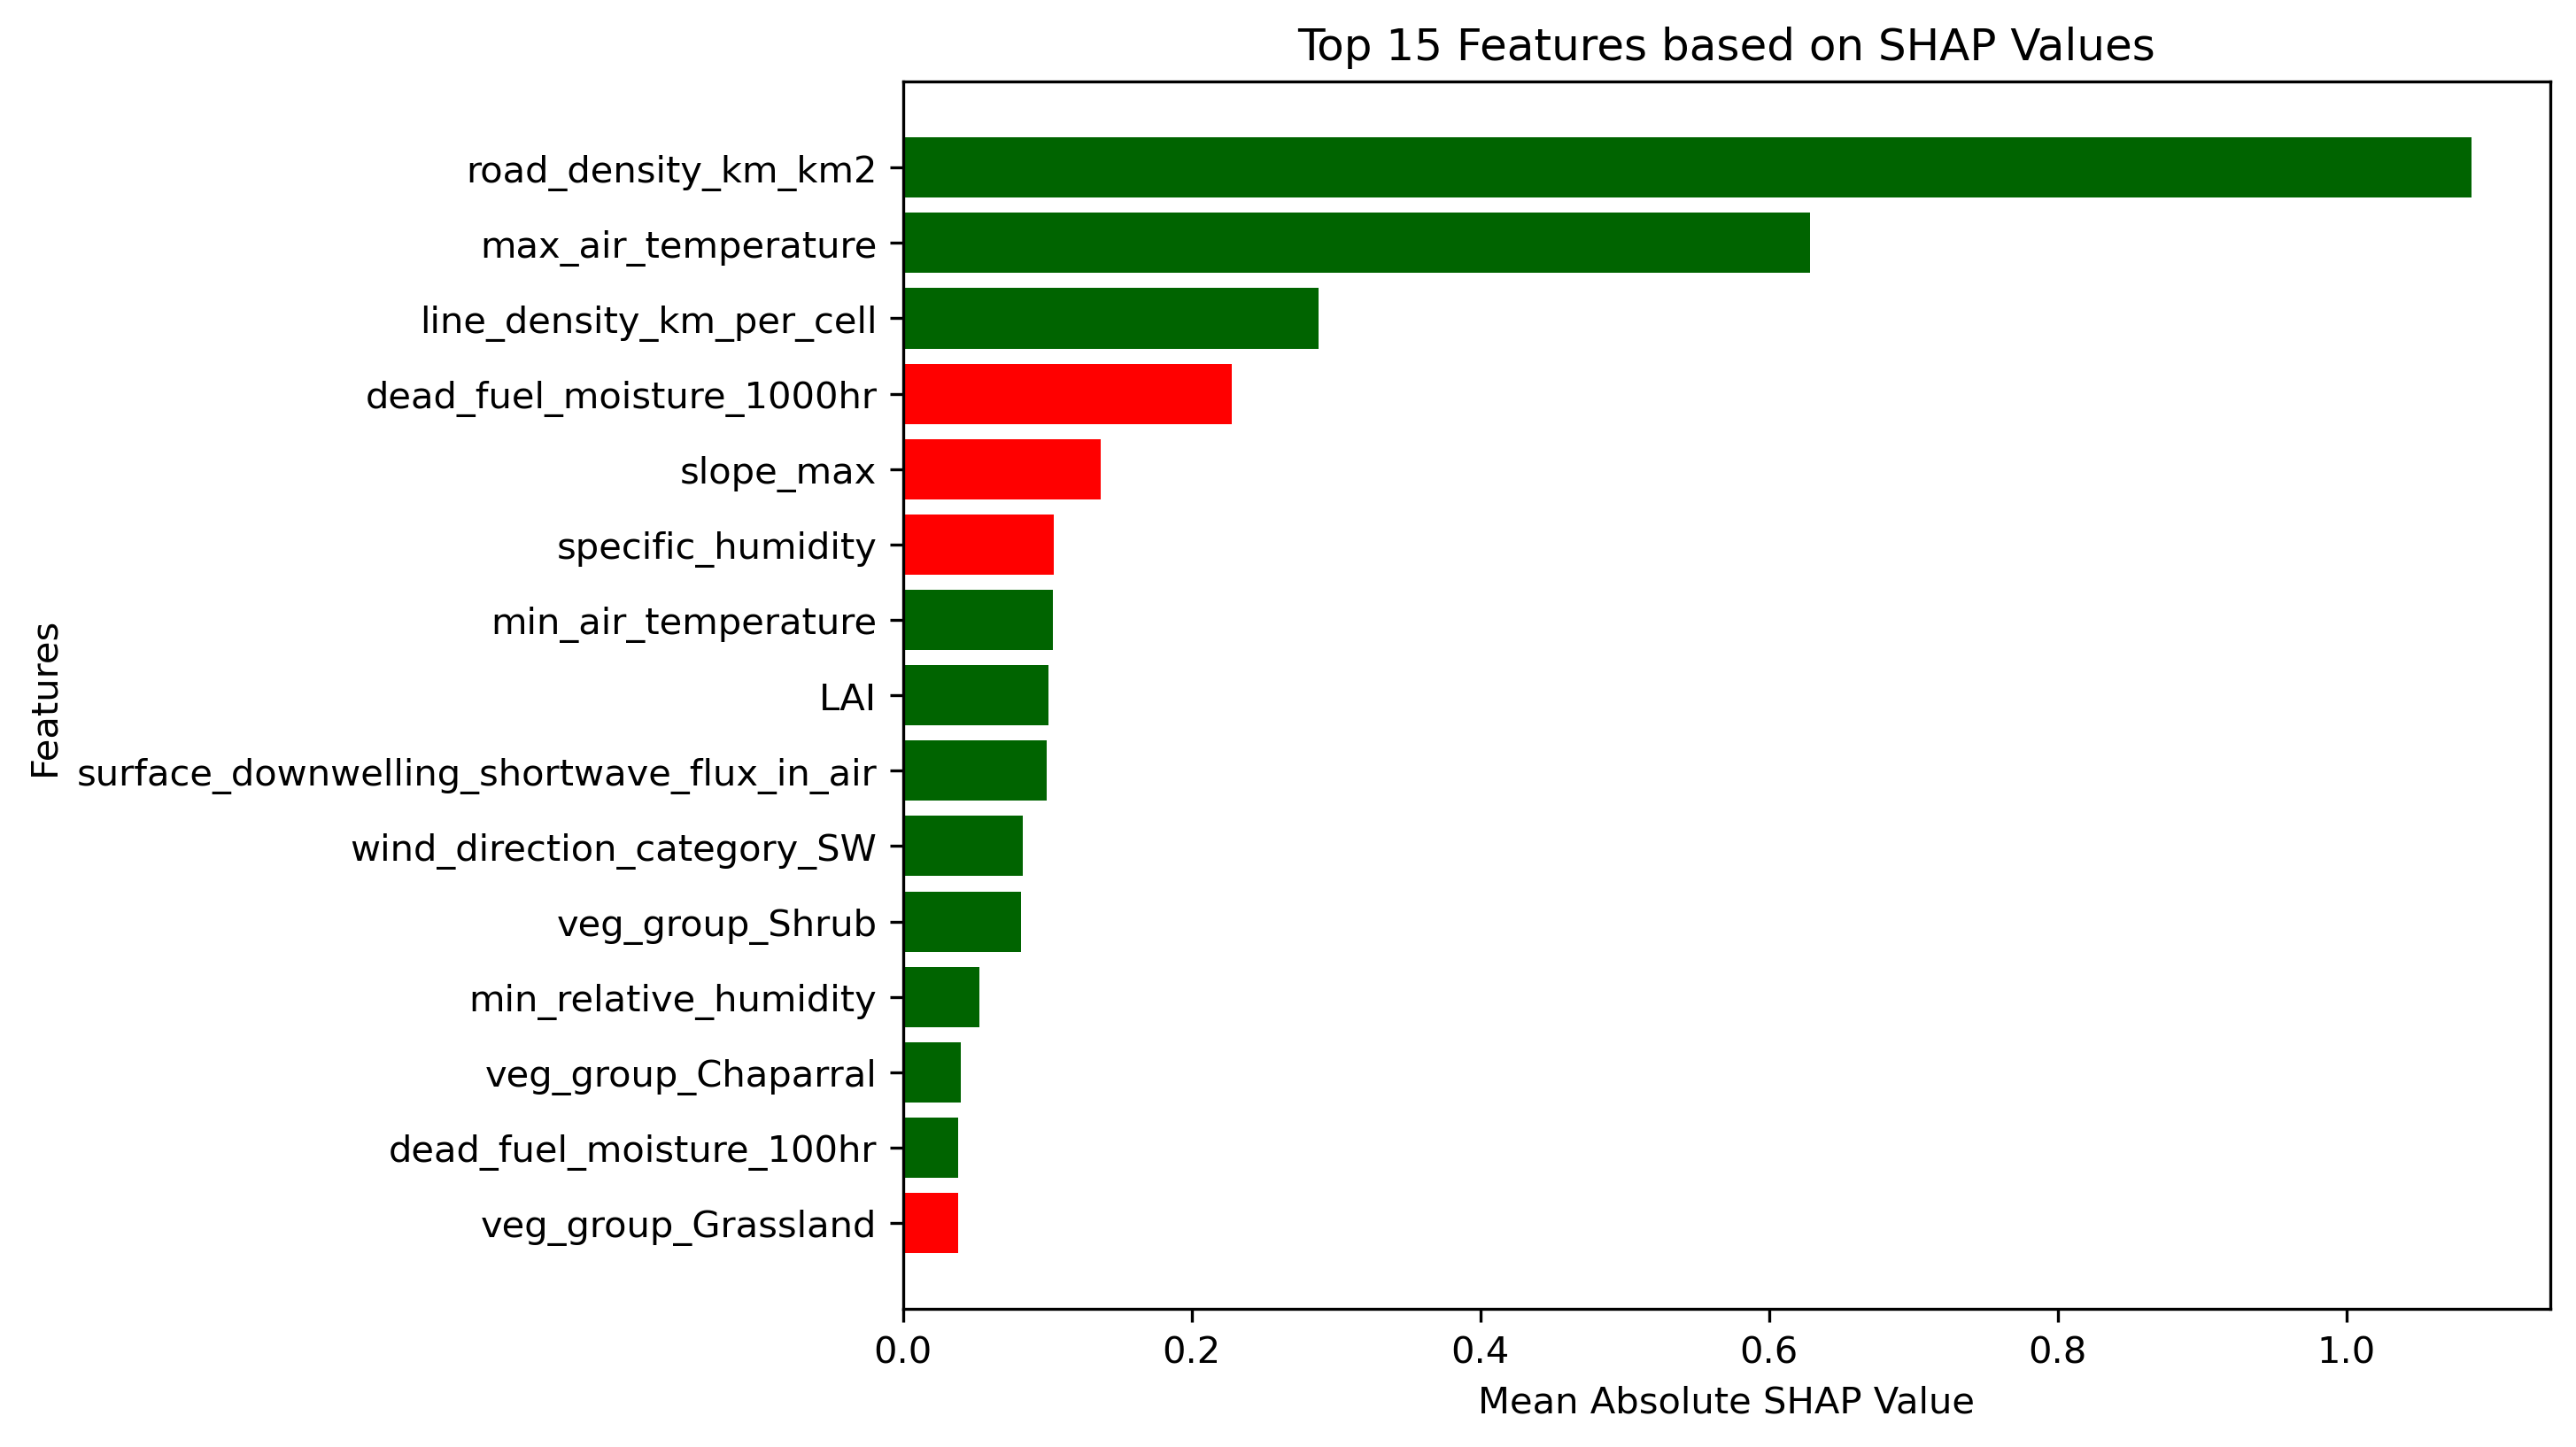 Top 15 Features based on SHAP Values
Features
road_density_km_km2
max_air_temperature
line_density_km_per_cell
dead_fuel_moisture_1000hr
slope_max
specific_humidity
min_air_temperature
LAI
surface_downwelling_shortwave_flux_in_air
wind_direction_category_SW
veg_group_Shrub
min_relative_humidity
veg_group_Chaparral
dead_fuel_moisture_100hr
veg_group_Grassland
0.0 0.2 0.4 0.6 0.8 1.0
Mean Absolute SHAP Value